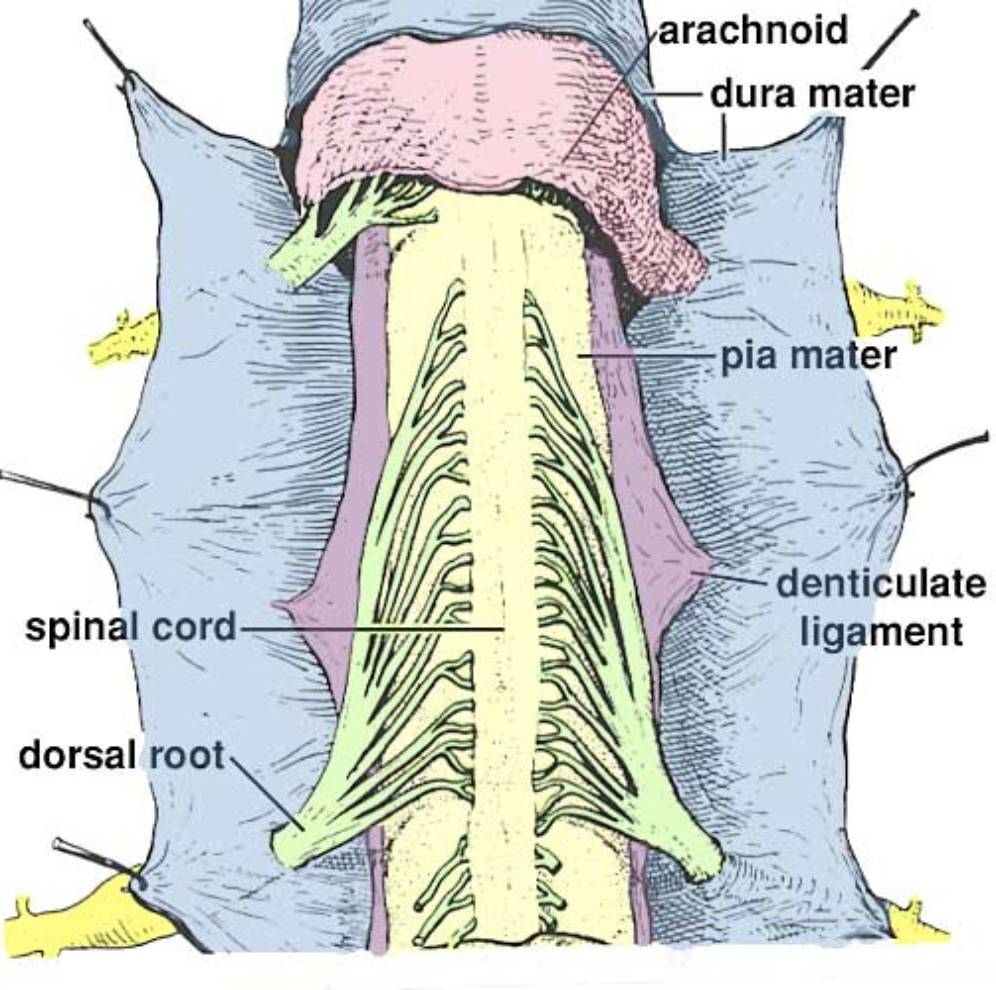 arachnoid
dura mater
pia mater
denticulate
ligament
spinal cord
dorsal root